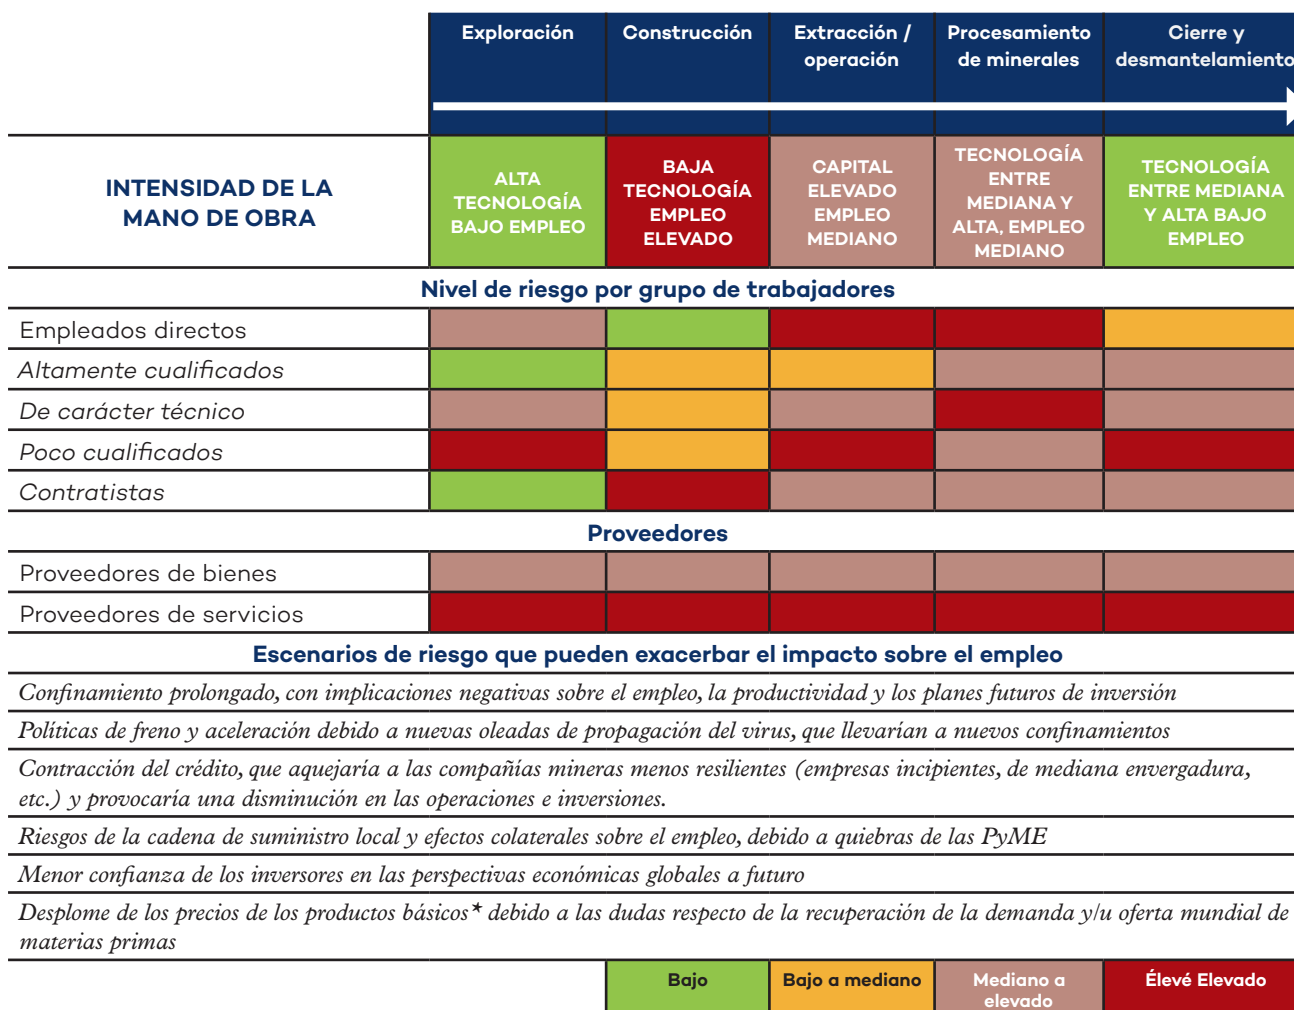 Exploración
Construcción
Extracción /
operación
Procesamiento
de minerales
Cierre y
desmantelamiento
INTENSIDAD DE LA
MANO DE OBRA
ALTA
TECNOLOGÍA
BAJO EMPLEO
BAJA
TECNOLOGÍA
EMPLEO
ELEVADO
CAPITAL
ELEVADO
EMPLEO
MEDIANO
TECNOLOGÍA
ENTRE
MEDIANA Y
ALTA, EMPLEO
MEDIANO
TECNOLOGÍA
ENTRE MEDIANA
Y ALTA BAJO
EMPLEO
Nivel de riesgo por grupo de trabajadores
Empleados directos
Altamente cualificados
De carácter técnico
Poco cualificados
Contratistas
Proveedores
Proveedores de bienes
Proveedores de servicios
Escenarios de riesgo que pueden exacerbar el impacto sobre el empleo
Confinamiento prolongado, con implicaciones negativas sobre el empleo, la productividad y los planes futuros de inversión
Políticas de freno y aceleración debido a nuevas oleadas de propagación del virus, que llevarían a nuevos confinamientos
Contracción del crédito, que aquejaría a las compañías mineras menos resilientes (empresas incipientes, de mediana envergadura,
etc.) y provocaría una disminución en las operaciones e inversiones.
Riesgos de la cadena de suministro local y efectos colaterales sobre el empleo, debido a quiebras de las PyME
Menor confianza de los inversores en las perspectivas económicas globales a futuro
Desplome de los precios de los productos básicos* debido a las dudas respecto de la recuperación de la demanda y/u oferta mundial de
materias primas
Bajo
Bajo a mediano
Mediano a
elevado
Élevé Elevado